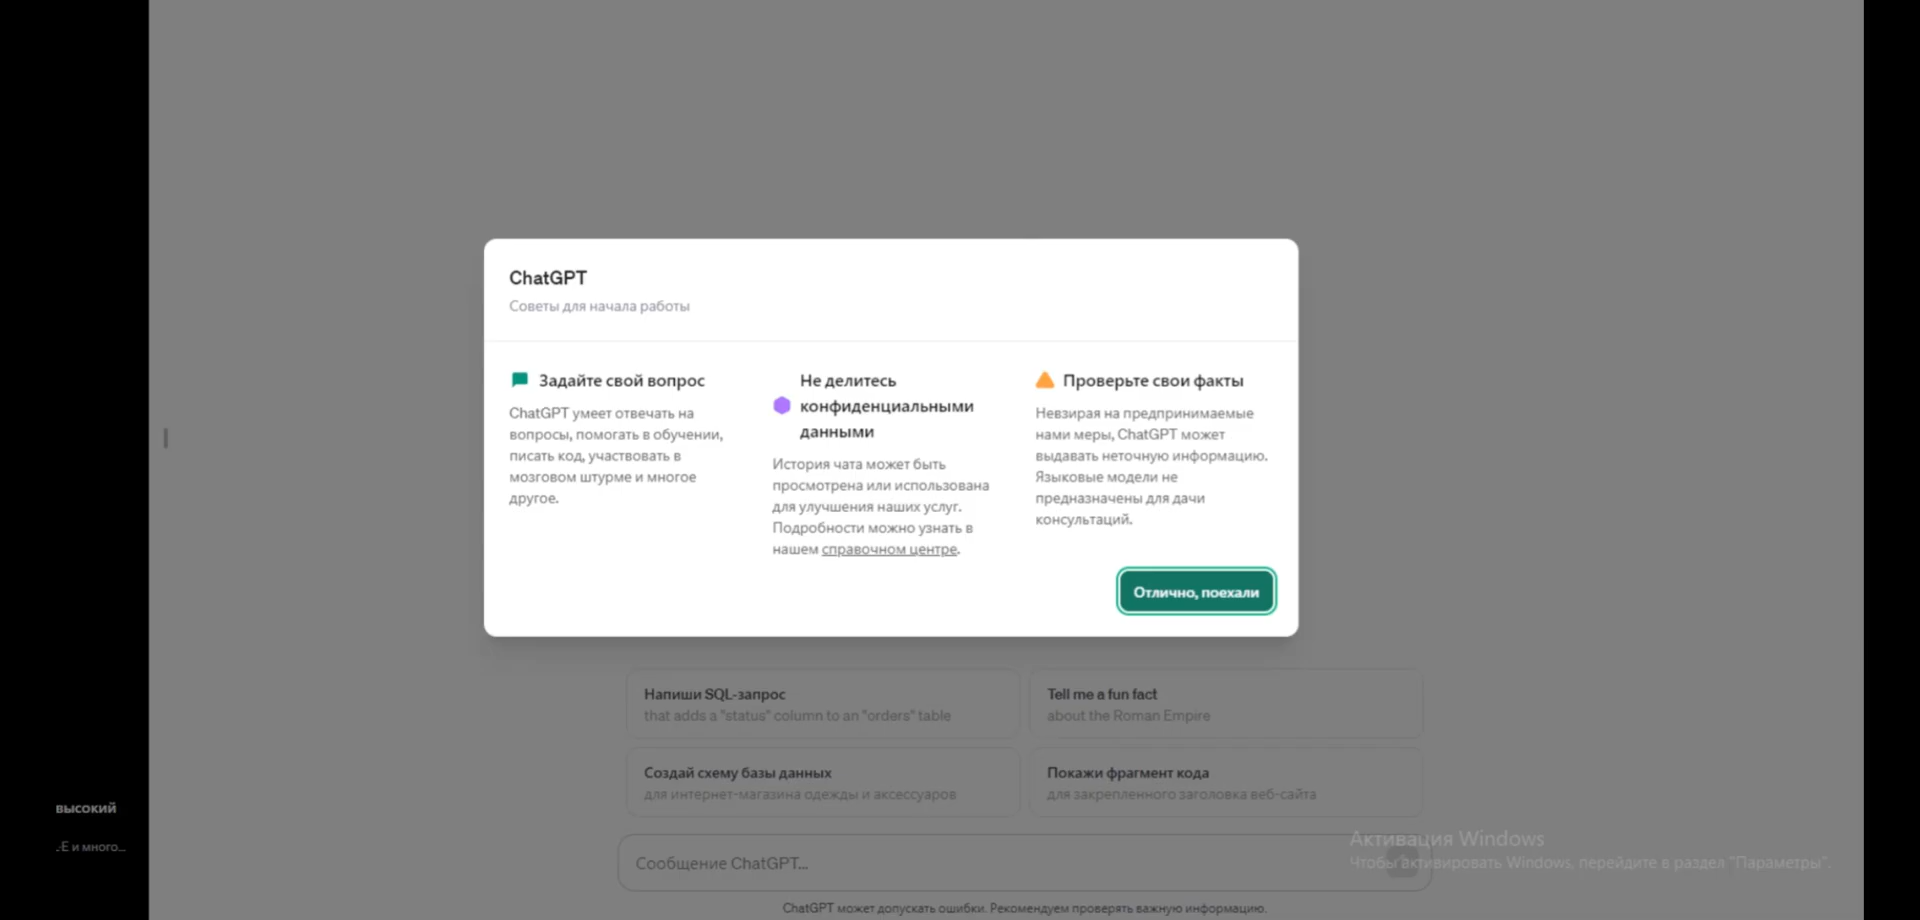 ChatGPT
Советы для начала работы
Задайте свой вопрос
ChatGPT умеет отвечать на
вопросы, помогать в обучении,
писать код, участвовать в
мозговом штурме и многое
другое.
Не делитесь
конфиденциальными
данными
История чата может быть
просмотрена или использована
для улучшения наших услуг.
Подробности можно узнать в
нашем справочном центре.
Проверьте свои факты
Невзирая на предпринимаемые
нами меры, ChatGPT может
выдавать неточную информацию.
Языковые модели не
предназначены для дачи
консультаций.
Отлично, поехали
Напиши SQL-запрос
that adds a "status" column to an "orders" table
Tell me a fun fact
about the Roman Empire
Создай схему базы данных
для интернет-магазина одежды и аксессуаров
Покажи фрагмент кода
для закрепленного заголовка веб-сайта
высокий
-E и много...
Сообщение ChatGPT...
Активация Windows
Чтобы активировать Windows, перейдите в раздел "Параметры".
ChatGPT может допускать ошибки. Рекомендуем проверять важную информацию.